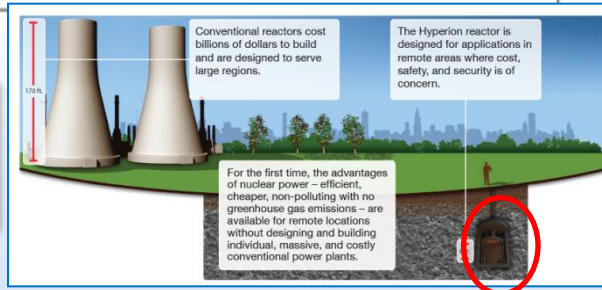 Conventional reactors cost
billions of dollars to build
and are designed to serve
large regions.
The Hyperion reactor is
designed for applications in
remote areas where cost,
safety, and security is of
concern.
170 ft.
For the first time, the advantages
of nuclear power – efficient,
cheaper, non-polluting with no
greenhouse gas emissions – are
available for remote locations
without designing and building
individual, massive, and costly
conventional power plants.